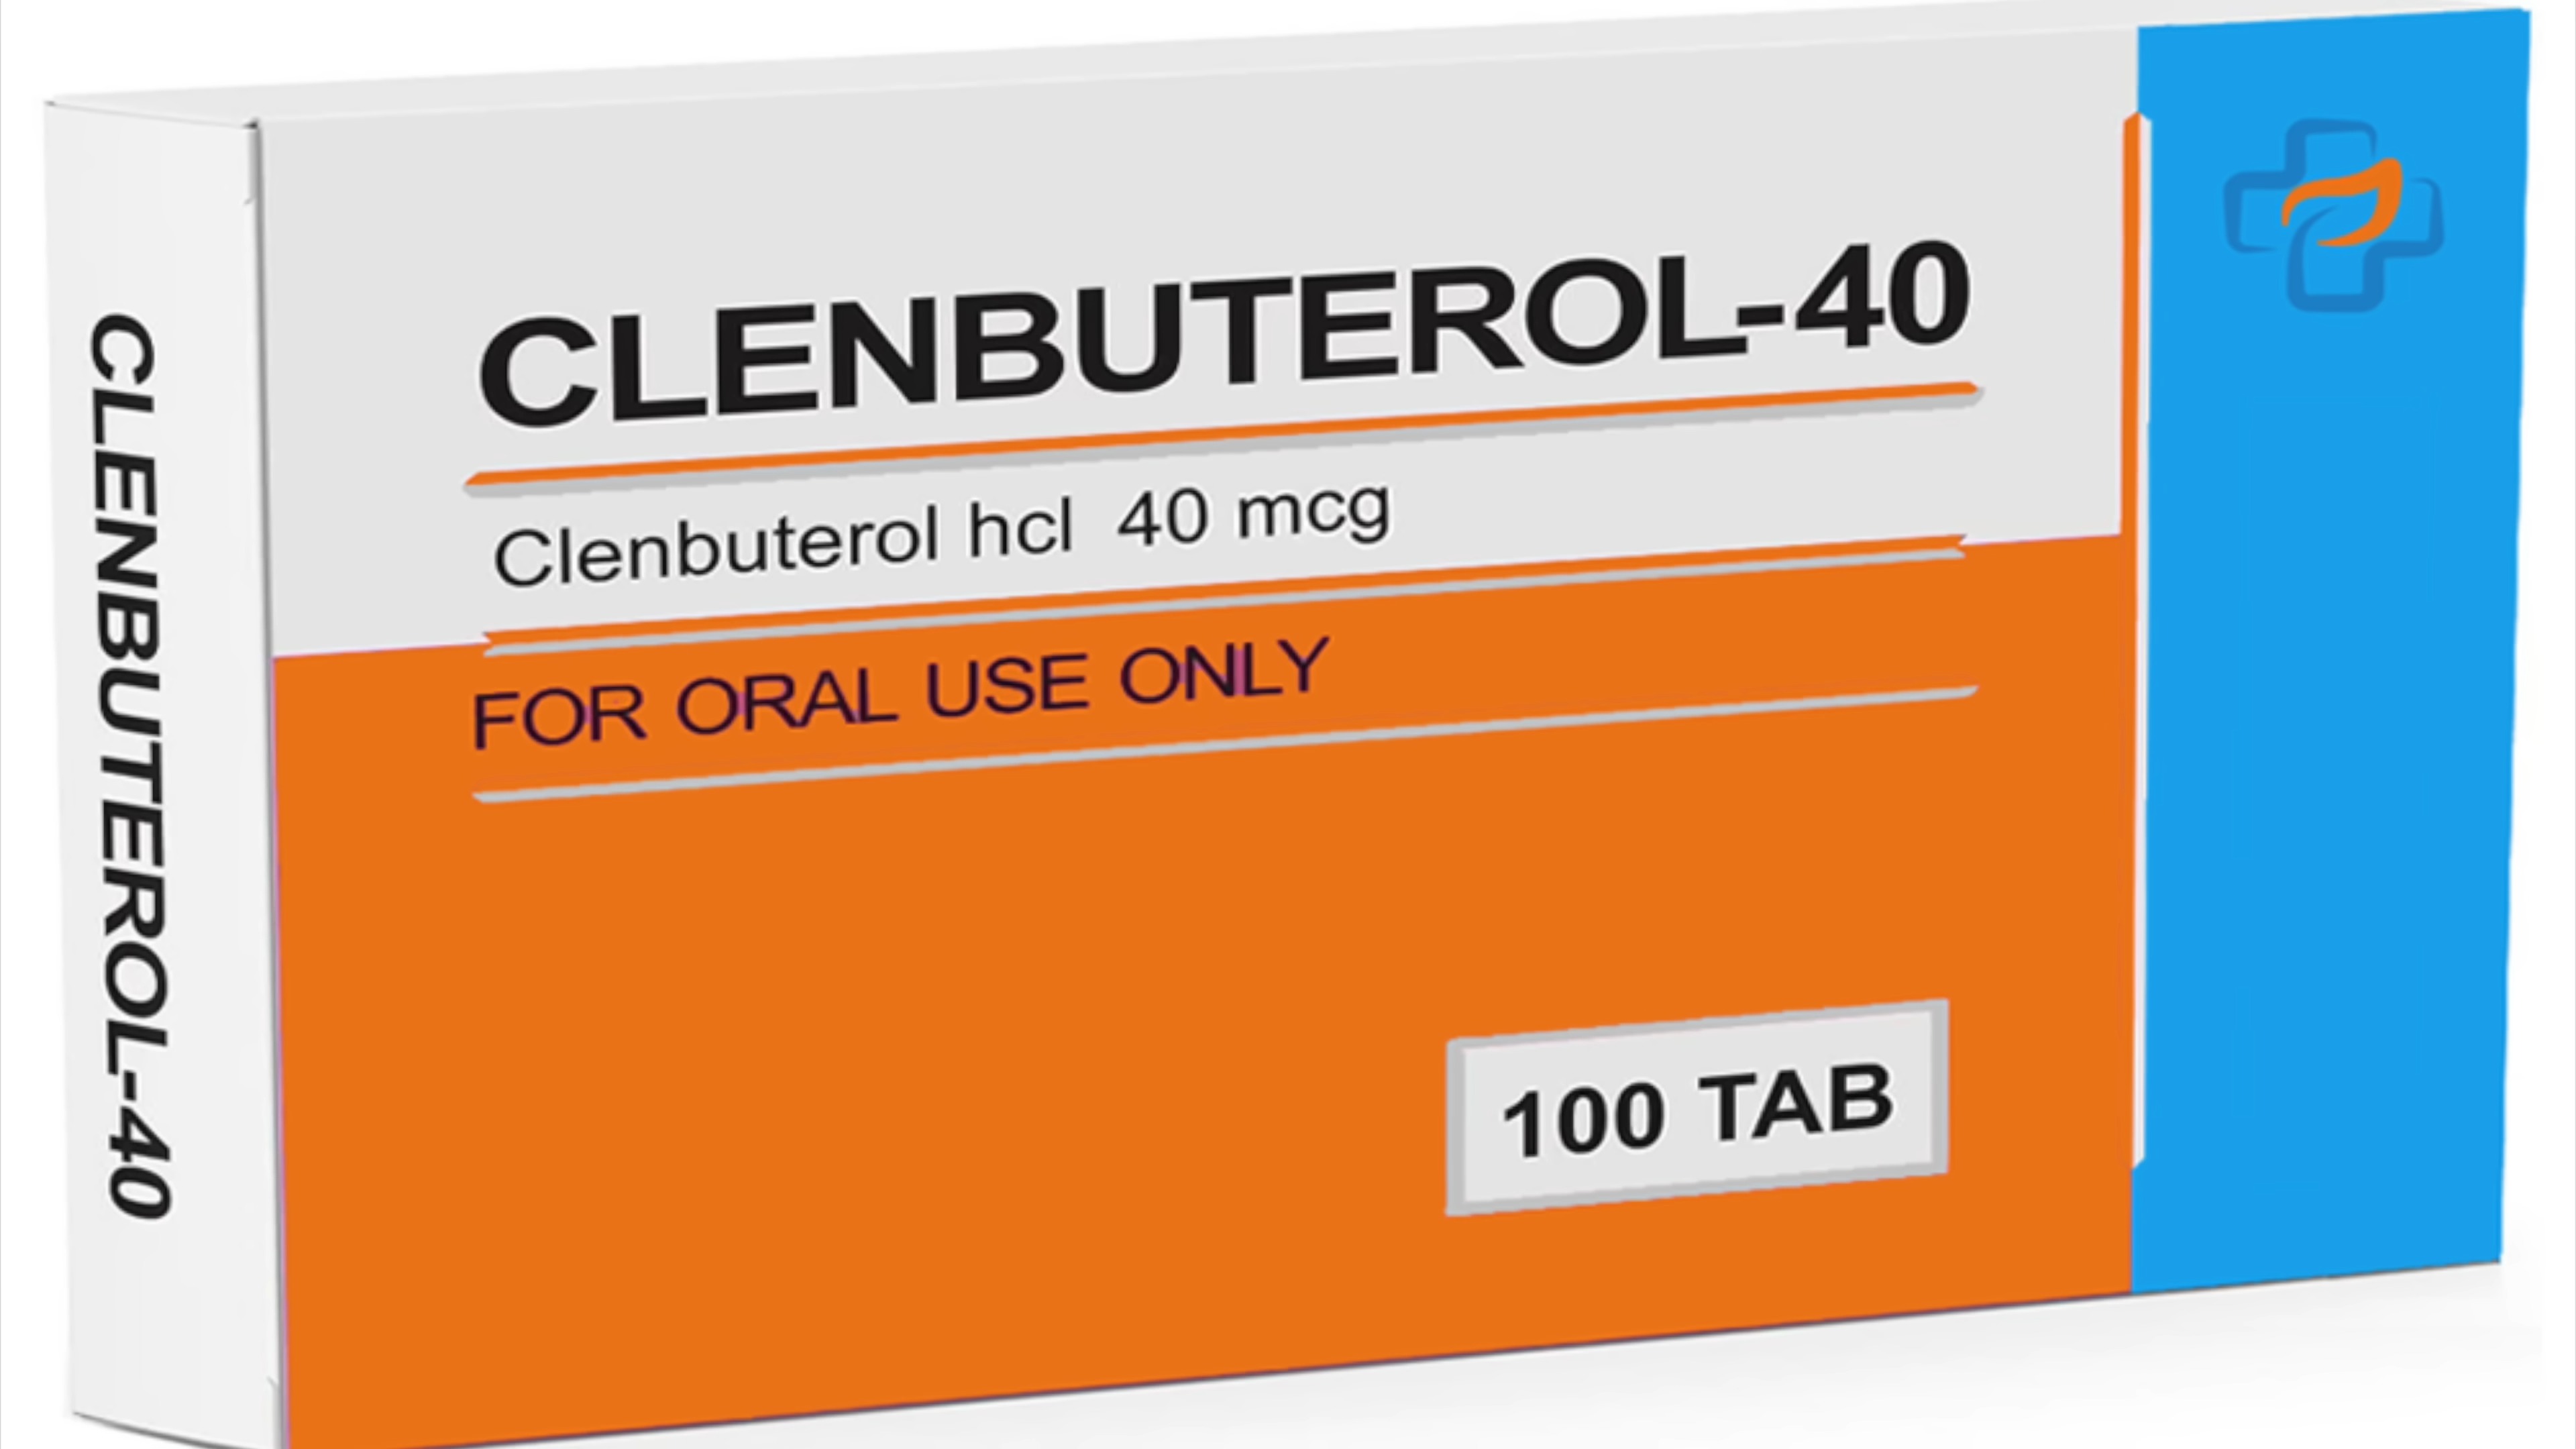 CLENBUTEROL-40
CLENBUTEROL-40
Clenbuterol hcl 40 mcg
FOR ORAL USE ONLY
100 TAB